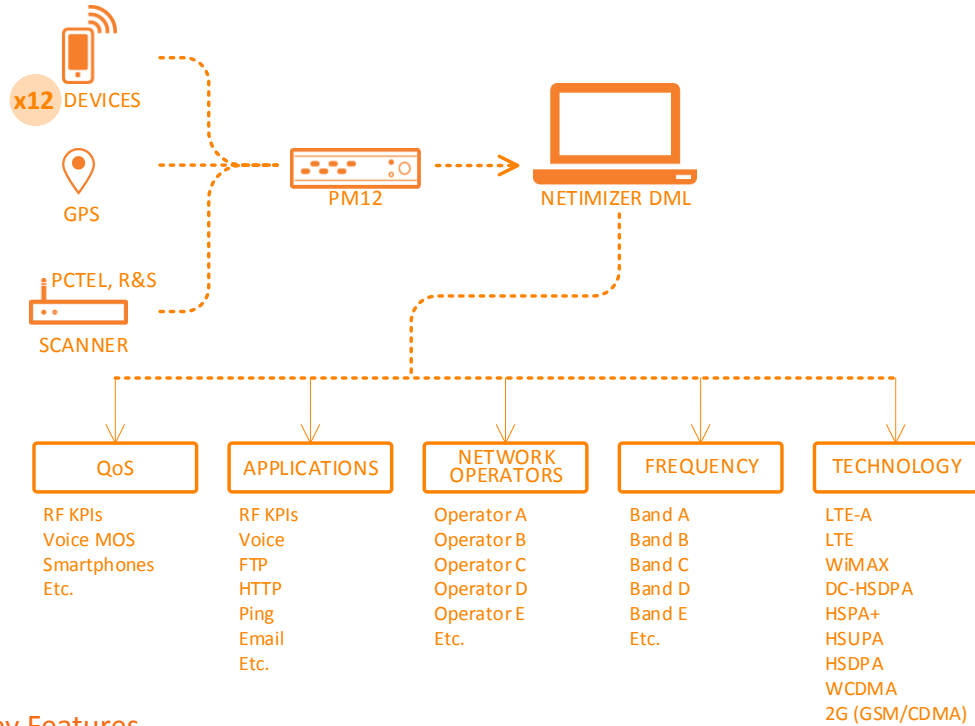 x12 DEVICES
GPS
PCTEL, R&S
SCANNER
PM12
NETIMIZER DML
QoS
RF KPIs
Voice MOS
Smartphones
Etc.
APPLICATIONS
RF KPIs
Voice
FTP
HTTP
Ping
Email
Etc.
NETWORK
OPERATORS
Operator A
Operator B
Operator C
Operator D
Operator E
Etc.
FREQUENCY
Band A
Band B
Band C
Band D
Band E
Etc.
TECHNOLOGY
LTE-A
LTE
WiMAX
DC-HSDPA
HSPA+
HSUPA
HSDPA
WCDMA
2G (GSM/CDMA)
Features